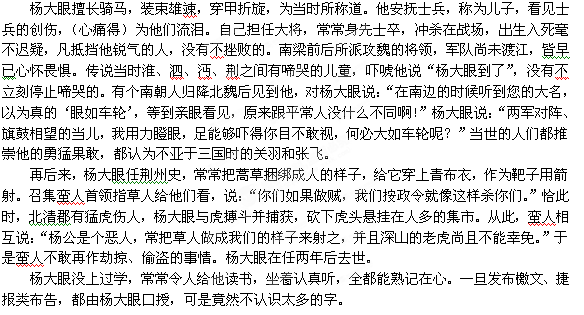 杨大眼擅长骑马，装束雄竦，穿甲折旋，为当时所称道。他安抚士兵，称为儿子，看见士
兵的创伤，（心痛得）为他们流泪。自己担任大将，常常身先士卒，冲杀在战场，出生入死毫
不迟疑，凡抵挡他锐气的人，没有不挫败的。南梁前后所派攻魏的将领，军队尚未渡江，皆早
已心怀畏惧。传说当时淮、泗、沔、荆之间有啼哭的儿童，吓唬他说“杨大眼到了”，没有不
立刻停止啼哭的。有个南朝人归降北魏后见到他，对杨大眼说：“在南边的时候听到您的大名，
以为真的‘眼如车轮’，等到亲眼看见，原来跟平常人没什么不同啊!”杨大眼说：“两军对阵、
旗鼓相望的当儿，我用力瞪眼，足能够吓得你目不敢视，何必大如车轮呢？”当世的人们都推
崇他的勇猛果敢，都认为不亚于三国时的关羽和张飞。
再后来，杨大眼任荆州史，常常把蒿草捆绑成人的样子，给它穿上青布衣，作为靶子用箭
射。召集蛮人首领指草人给他们看，说：“你们如果做贼，我们按政令就像这样杀你们。”恰此
时，北淯郡有猛虎伤人，杨大眼与虎搏斗并捕获，砍下虎头悬挂在人多的集市。从此，蛮人相
互说：“杨公是个恶人，常把草人做成我们的样子来射之，并且深山的老虎尚且不能幸免。”于
是蛮人不敢再作劫掠、偷盗的事情。杨大眼在任两年后去世。
杨大眼没上过学，常常令人给他读书，坐着认真听，全都能熟记在心。一旦发布檄文、捷
报类布告，都由杨大眼口授，可是竟然不认识太多的字。